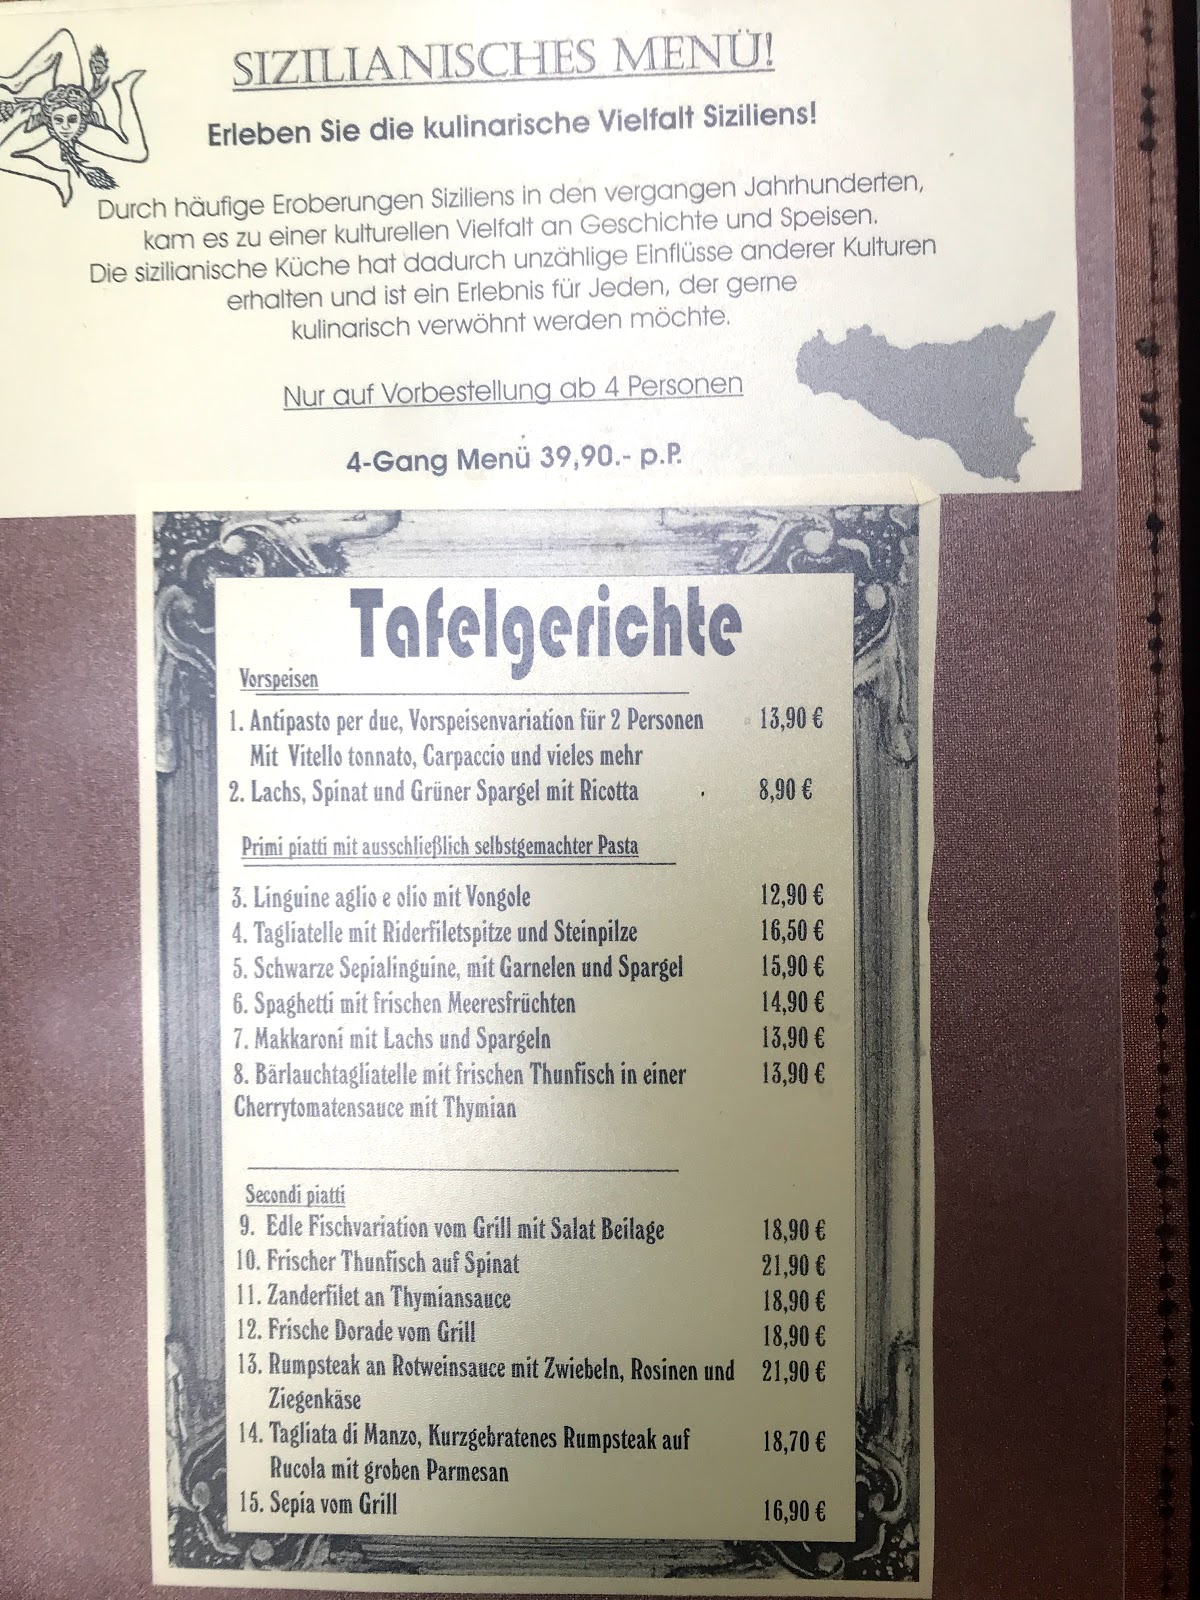 SIZILIANISCHES MENÜ!
Erleben Sie die kulinarische Vielfalt Siziliens!
Durch häufige Eroberungen Siziliens in den vergangen Jahrhunderten,
kam es zu einer kulturellen Vielfalt an Geschichte und Speisen.
Die sizilianische Küche hat dadurch unzählige Einflüsse anderer Kulturen
erhalten und ist ein Erlebnis für Jeden, der gerne
kulinarisch verwöhnt werden möchte.
Nur auf Vorbestellung ab 4 Personen
4-Gang Menü 39,90.- p.P.
Tafelgerichte
Vorspeisen
1. Antipasto per due, Vorspeisenvariation für 2 Personen 13,90 €
Mit Vitello tonnato, Carpaccio und vieles mehr
2. Lachs, Spinat und Grüner Spargel mit Ricotta 8,90 €
Primi piatti mit ausschließlich selbstgemachter Pasta
3. Linguine aglio e olio mit Vongole 12,90 €
4. Tagliatelle mit Riderfiletspitze und Steinpilze 16,50 €
5. Schwarze Sepialinguine, mit Garnelen und Spargel 15,90 €
6. Spaghetti mit frischen Meeresfrüchten 14,90 €
7. Makkaroni mit Lachs und Spargeln 13,90 €
8. Bärlauchtagliatelle mit frischen Thunfisch in einer 13,90 €
Cherrytomatensauce mit Thymian
Secondi piatti
9. Edle Fischvariation vom Grill mit Salat Beilage 18,90 €
10. Frischer Thunfisch auf Spinat 21,90 €
11. Zanderfilet an Thymiansauce 18,90 €
12. Frische Dorade vom Grill 18,90 €
13. Rumpsteak an Rotweinsauce mit Zwiebeln, Rosinen und 21,90 €
Ziegenkäse
14. Tagliata di Manzo, Kurzgebratenes Rumpsteak auf 18,70 €
Rucola mit groben Parmesan
15. Sepia vom Grill 16,90 €